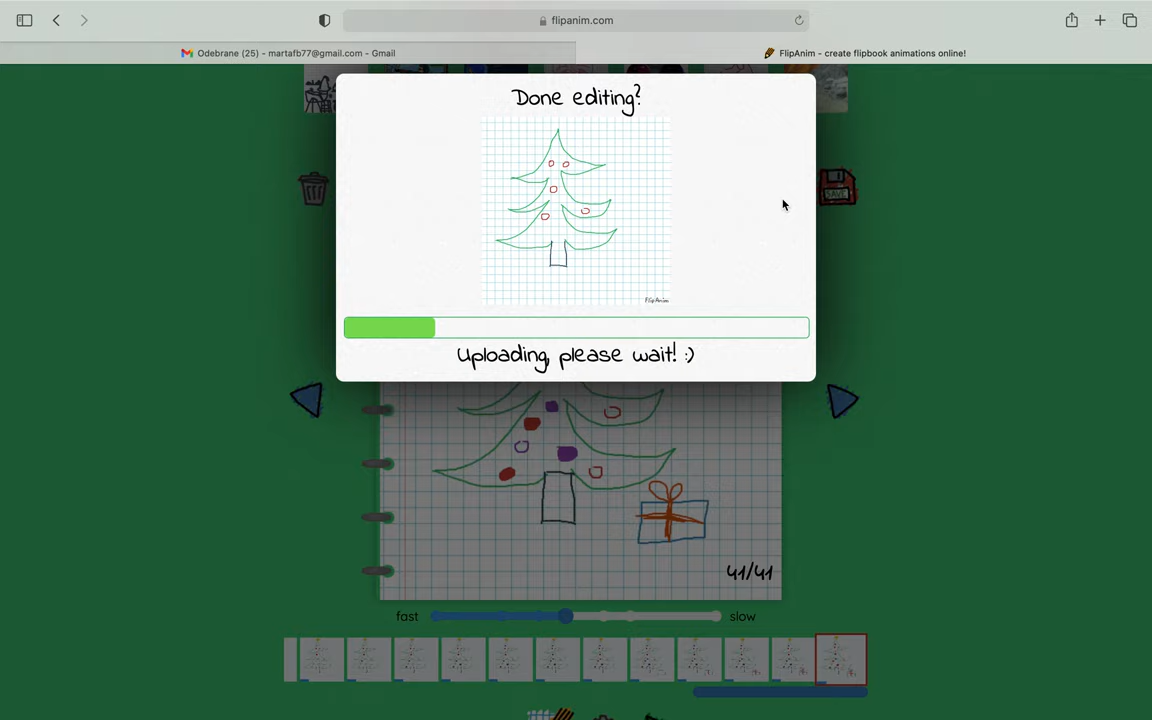 flipanim.com
Odebrane (25) – martafb77@gmail.com – Gmail
FlipAnim - create flipbook animations online!
Done editing?
SAVE
FlipAnim
Uploading, please wait! :)
41/41
fast
slow